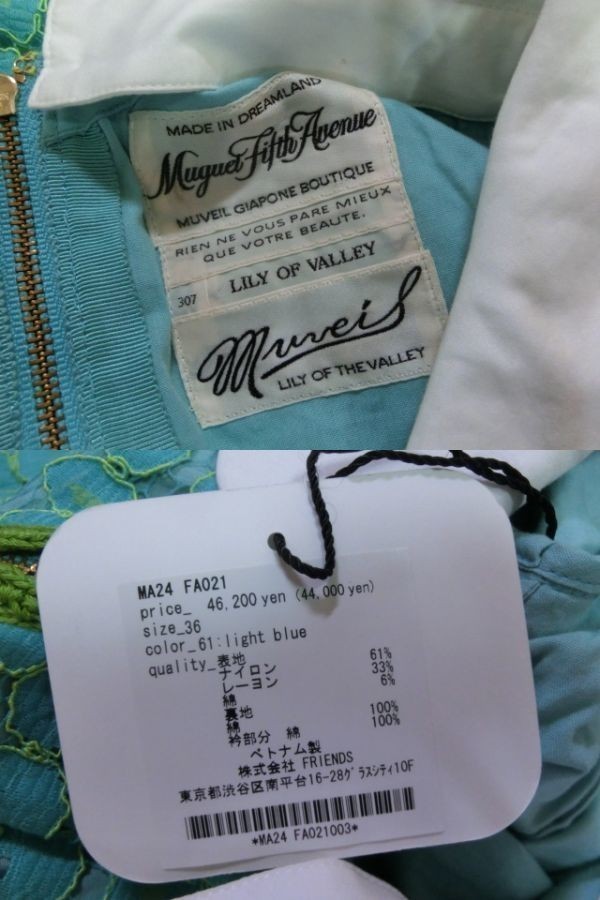 MADE IN DREAMLAND
Muguet Fifth Avenue
MUVEIL GIAPONE BOUTIQUE
RIEN NE VOUS PARE MIEUX
QUE VOTRE BEAUTE.
307 LILY OF VALLEY
Muveil
LILY OF THE VALLEY
MA24 FA021
price_ 46,200 yen (44,000 yen)
size_36
color_61:light blue
quality_表地
ナイロン 61%
レーヨン 33%
綿 6%
裏地
綿 100%
衿部分 綿 100%
ベトナム製
株式会社 FRIENDS
東京都渋谷区南平台16-28グラスシティ10F
*MA24 FA021003*